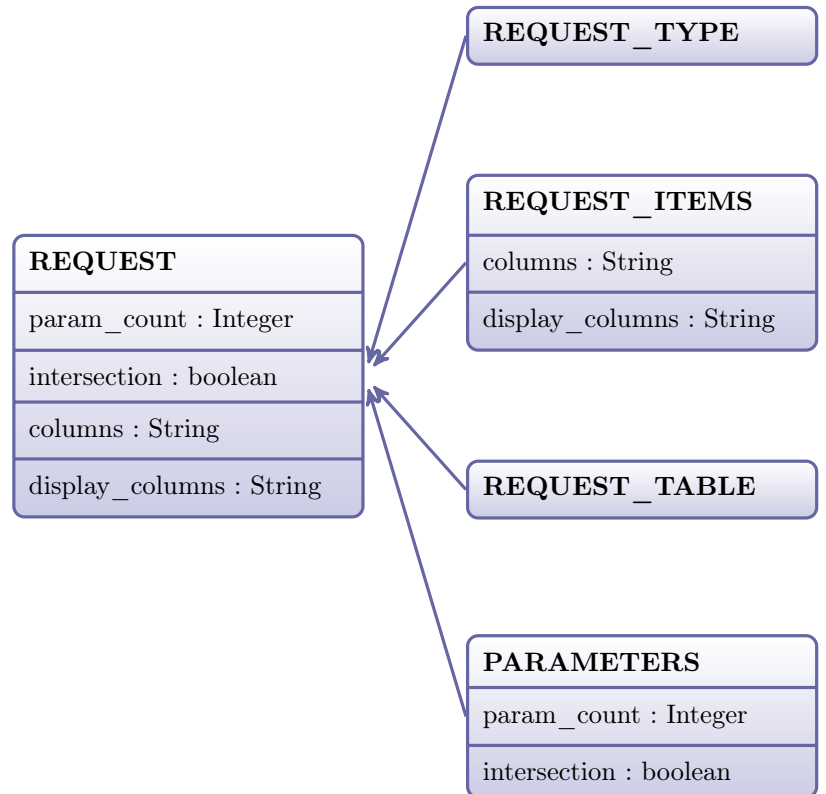 REQUEST_TYPE
REQUEST_ITEMS
columns : String
display_columns : String
REQUEST
param_count : Integer
intersection : boolean
columns : String
display_columns : String
REQUEST_TABLE
PARAMETERS
param_count : Integer
intersection : boolean